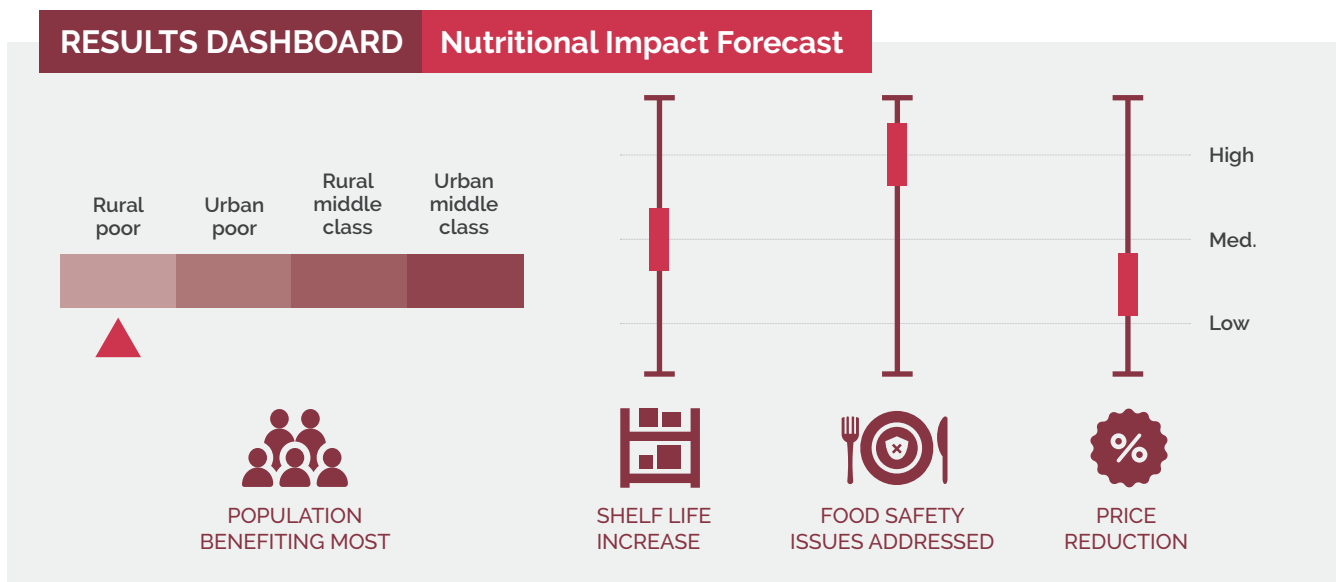 RESULTS DASHBOARD Nutritional Impact Forecast
Rural
poor
Urban
poor
Rural
middle
class
Urban
middle
class
High
Med.
Low
POPULATION
BENEFITING MOST
SHELF LIFE
INCREASE
FOOD SAFETY
ISSUES ADDRESSED
%
PRICE
REDUCTION